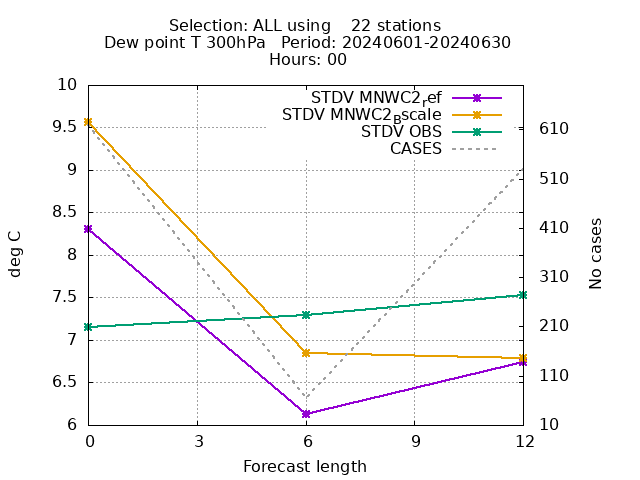 Selection: ALL using    22 stations
Dew point T 300hPa   Period: 20240601-20240630
Hours: 00
STDV MNWC2_ref
STDV MNWC2_Bscale
STDV OBS
CASES
10
9.5
9
8.5
8
7.5
7
6.5
6
610
510
410
310
210
110
10
0 3 6 9 12
deg C
No cases
Forecast length